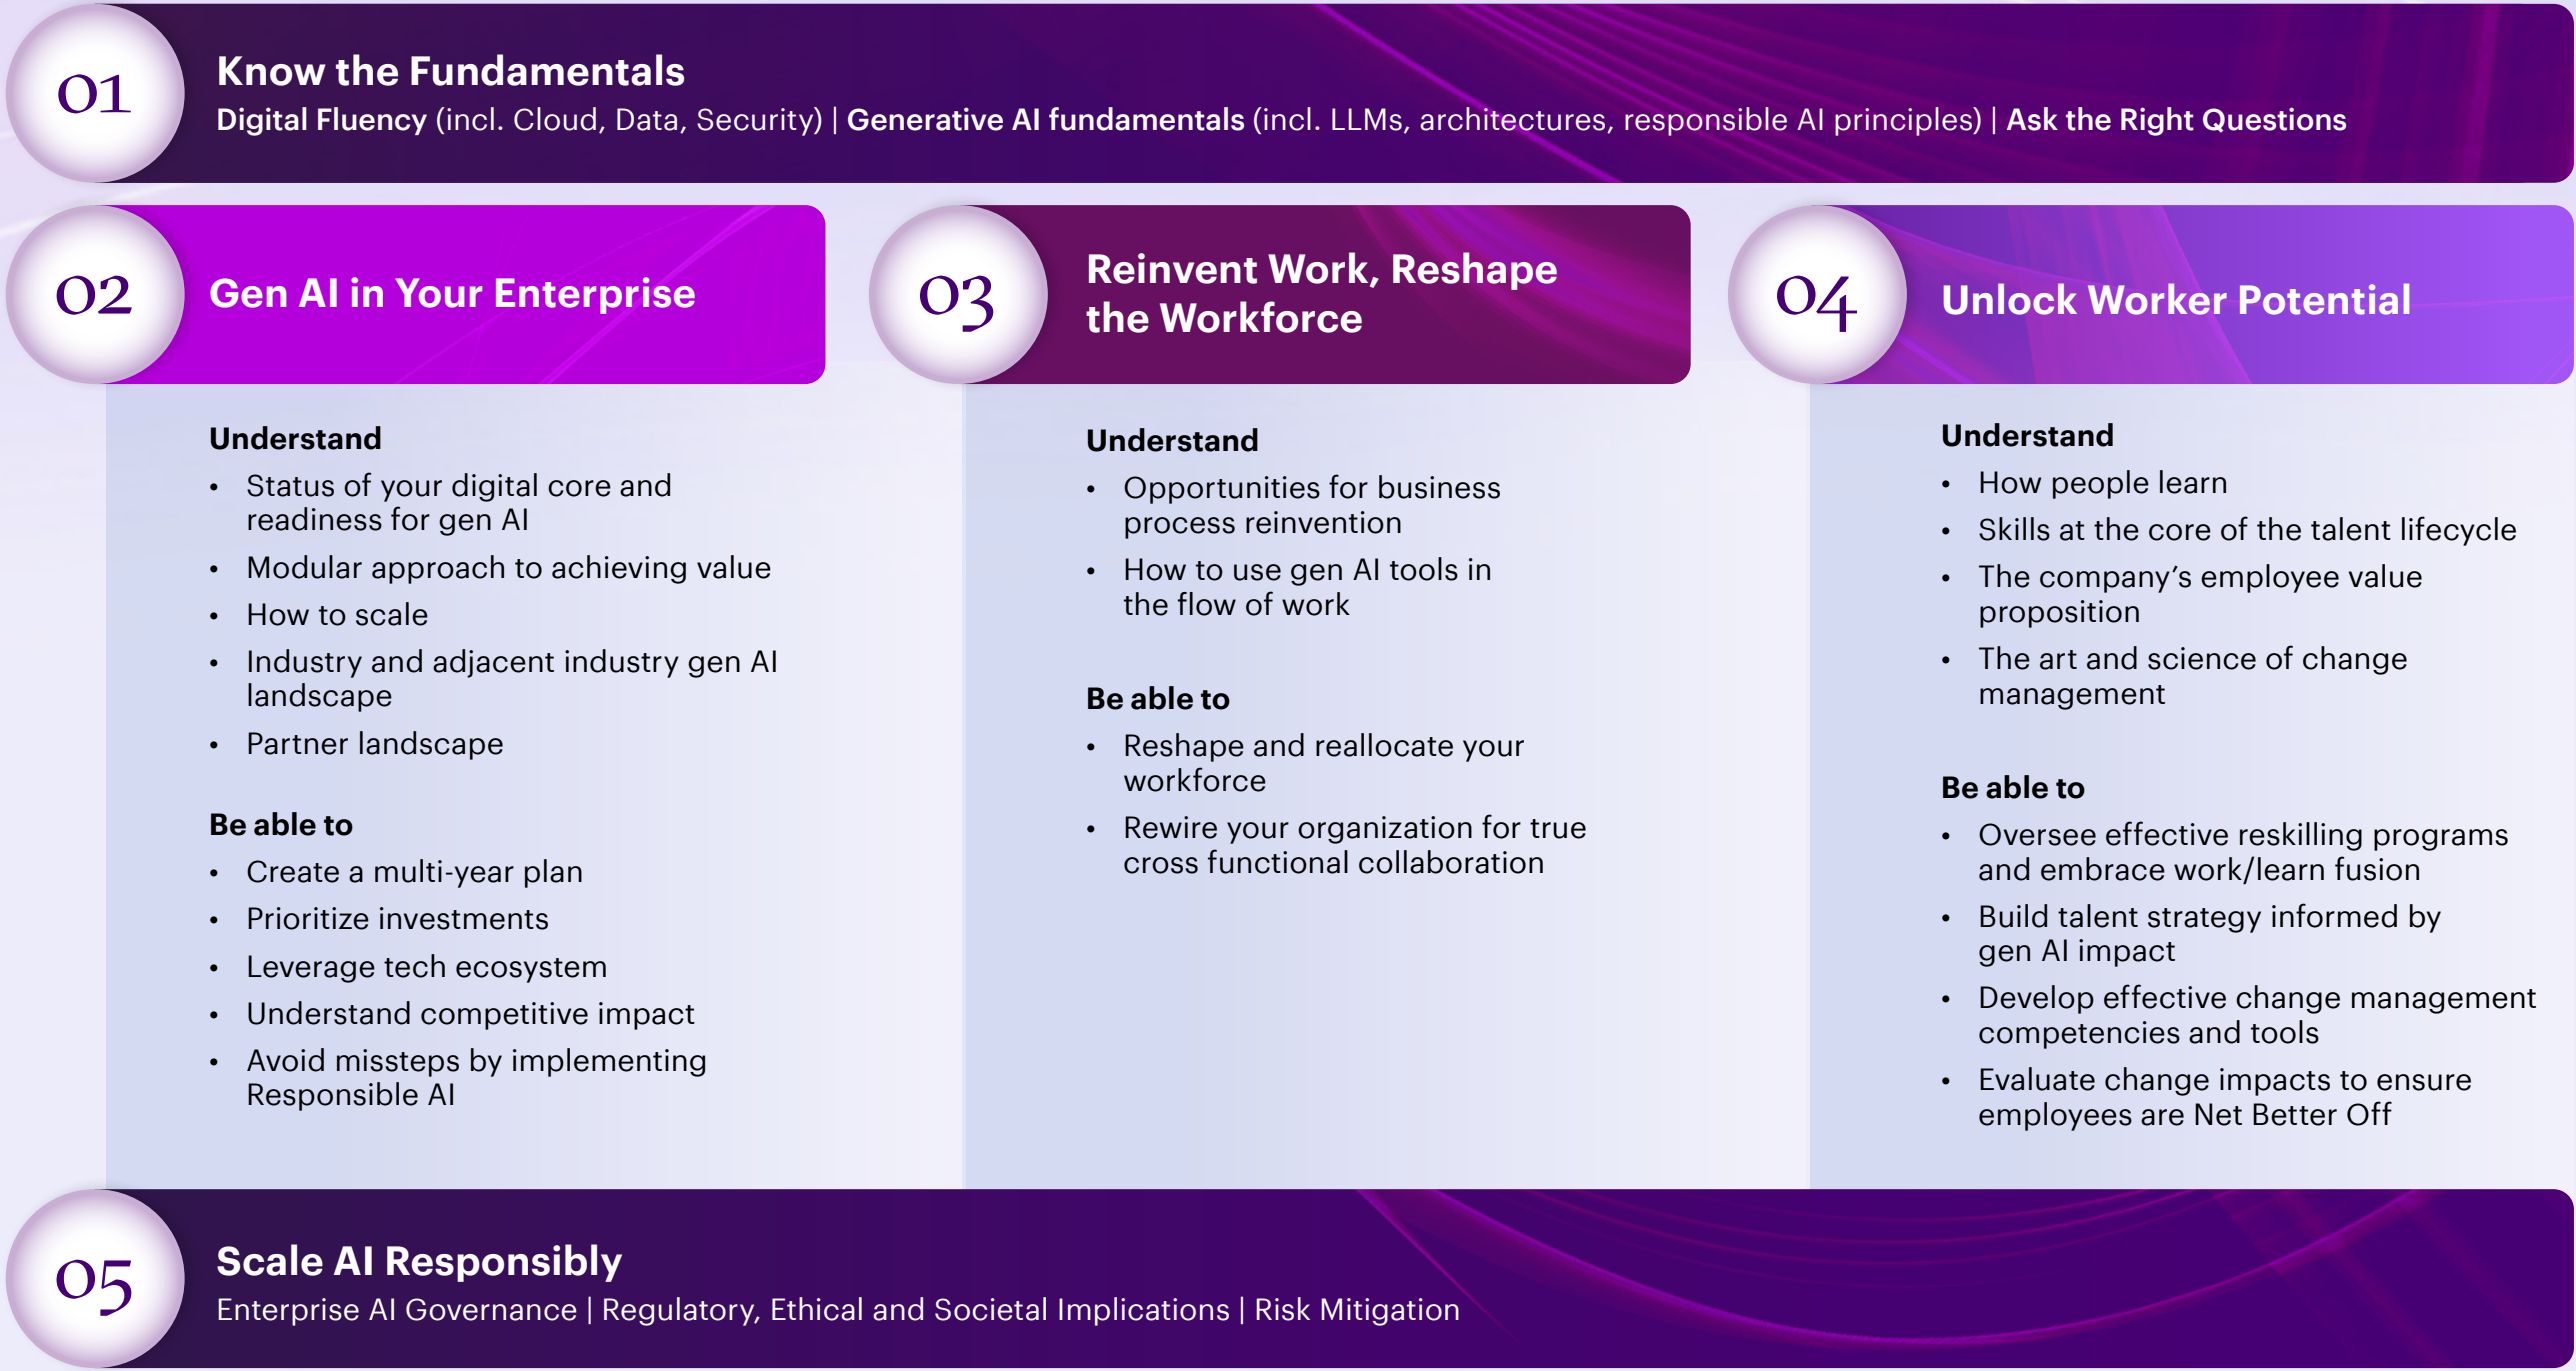 01
Know the Fundamentals
Digital Fluency (incl. Cloud, Data, Security) | Generative AI fundamentals (incl. LLMs, architectures, responsible AI principles) | Ask the Right Questions
02
Gen AI in Your Enterprise
Understand
• Status of your digital core and
readiness for gen AI
• Modular approach to achieving value
• How to scale
• Industry and adjacent industry gen AI
landscape
• Partner landscape
Be able to
• Create a multi-year plan
• Prioritize investments
• Leverage tech ecosystem
• Understand competitive impact
• Avoid missteps by implementing
Responsible AI
03
Reinvent Work, Reshape
the Workforce
Understand
• Opportunities for business
process reinvention
• How to use gen AI tools in
the flow of work
Be able to
• Reshape and reallocate your
workforce
• Rewire your organization for true
cross functional collaboration
04
Unlock Worker Potential
Understand
• How people learn
• Skills at the core of the talent lifecycle
• The company’s employee value
proposition
• The art and science of change
management
Be able to
• Oversee effective reskilling programs
and embrace work/learn fusion
• Build talent strategy informed by
gen AI impact
• Develop effective change management
competencies and tools
• Evaluate change impacts to ensure
employees are Net Better Off
05
Scale AI Responsibly
Enterprise AI Governance | Regulatory, Ethical and Societal Implications | Risk Mitigation